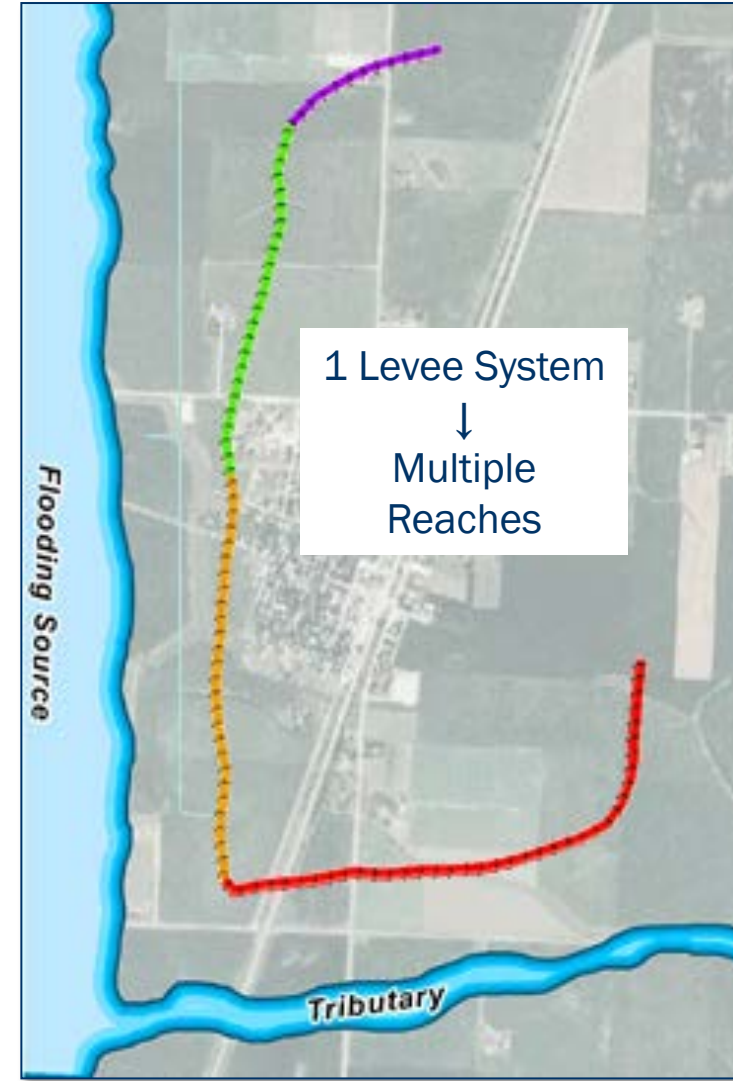 1 Levee System
↓
Multiple
Reaches
Flooding Source
Tributary